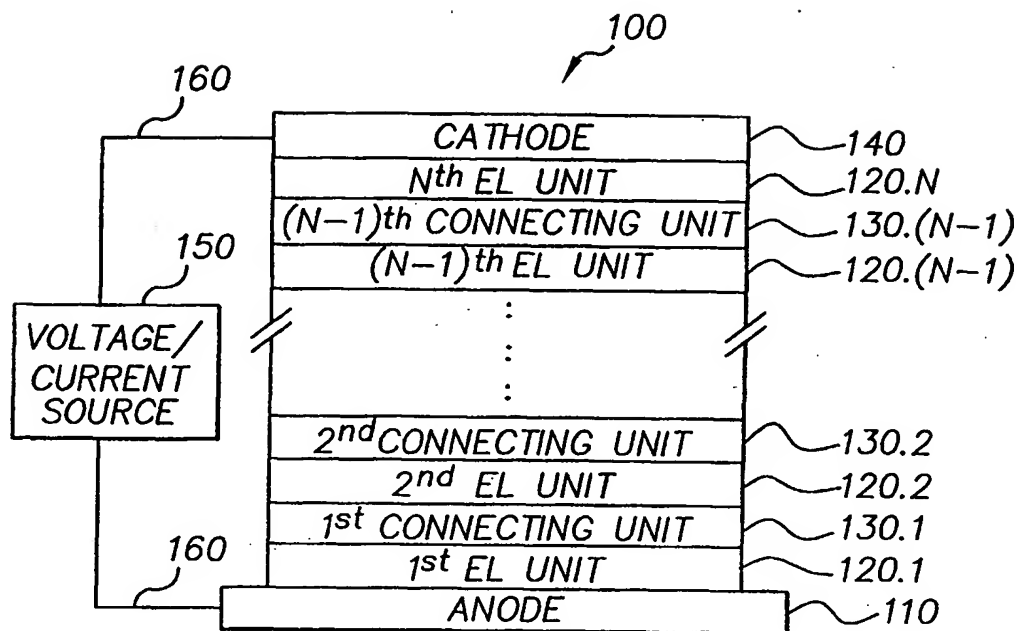 100
160
CATHODE
140
Nth EL UNIT
120.N
(N-1)th CONNECTING UNIT
130.(N-1)
(N-1)th EL UNIT
120.(N-1)
150
VOLTAGE/
CURRENT
SOURCE
2nd CONNECTING UNIT
130.2
2nd EL UNIT
120.2
1st CONNECTING UNIT
130.1
1st EL UNIT
120.1
160
ANODE
110